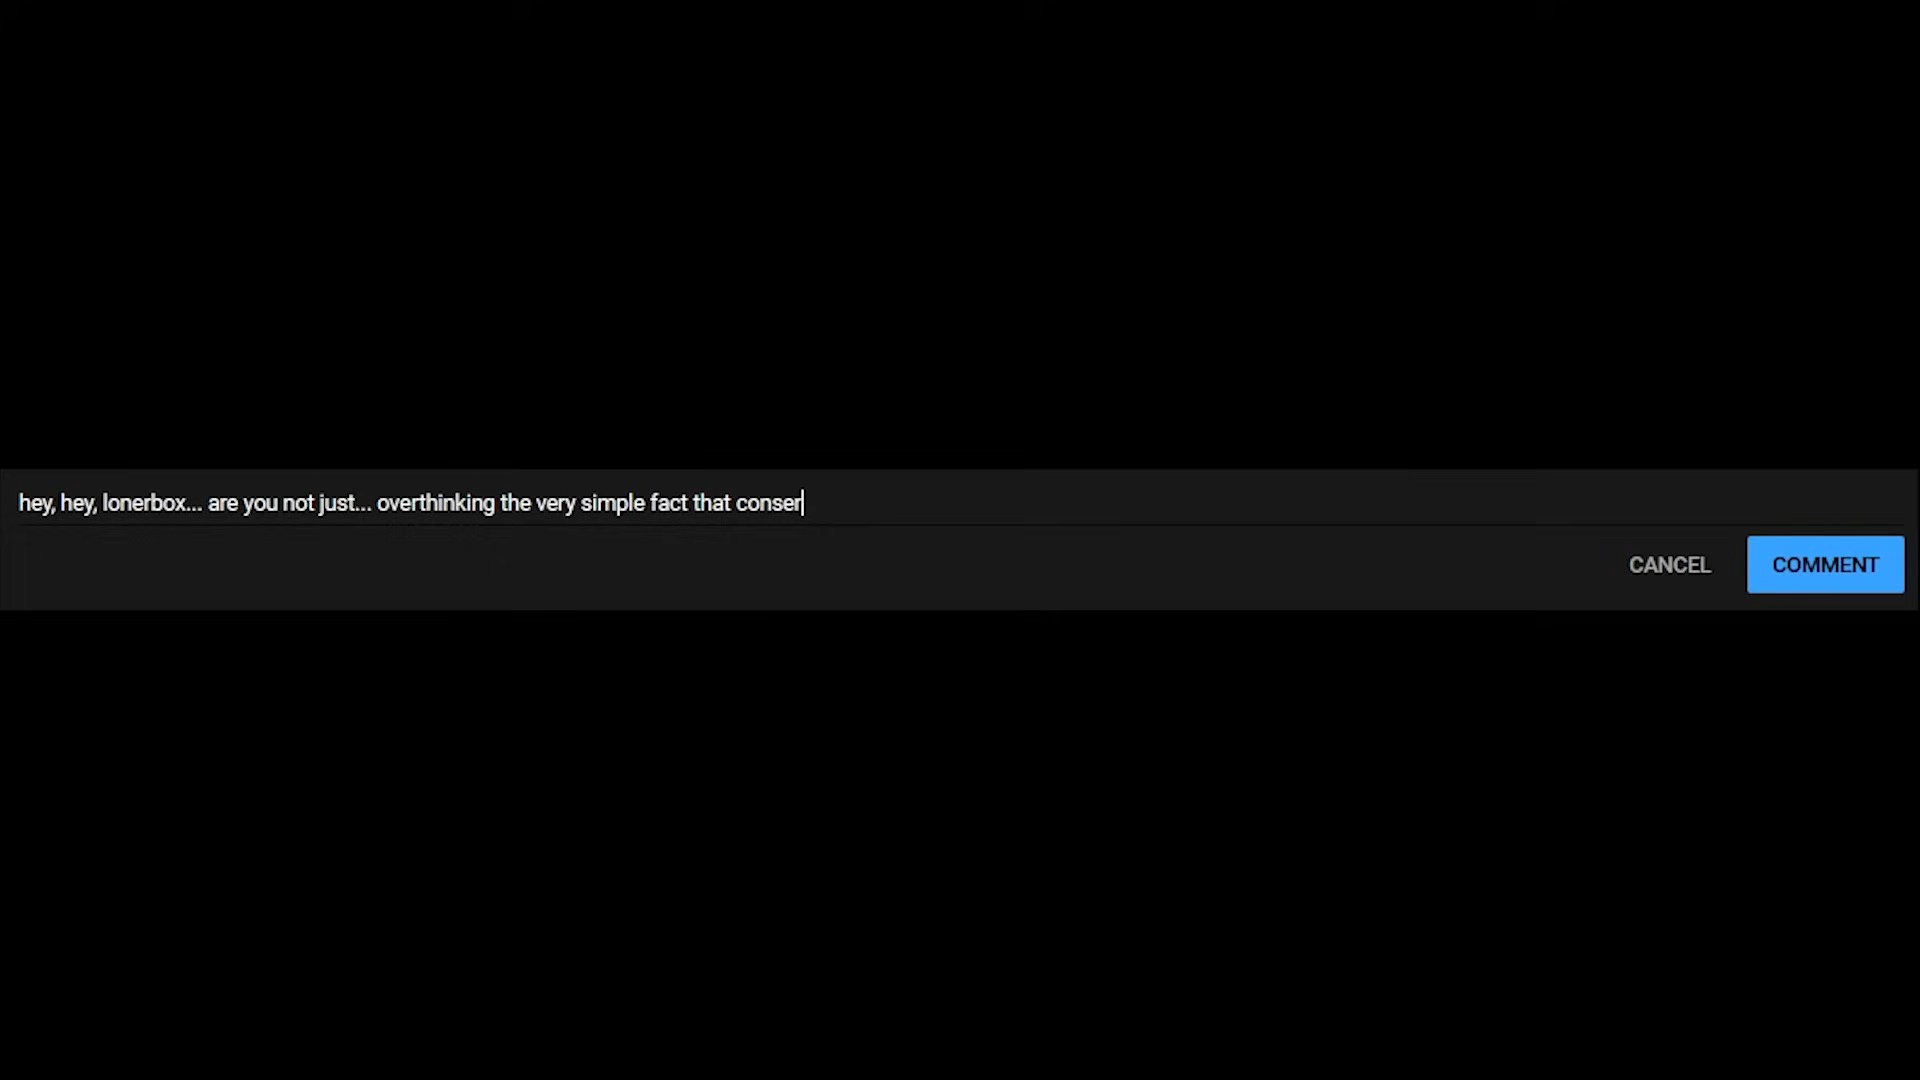 hey, hey, lonerbox... are you not just... overthinking the very simple fact that conser
CANCEL
COMMENT